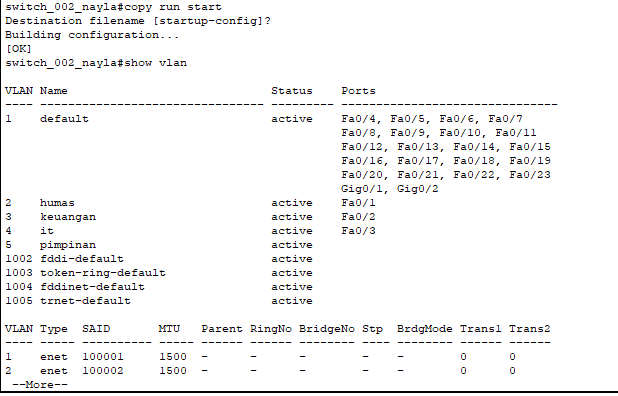 switch_002_nayla#copy run start
Destination filename [startup-config]?
Building configuration...
[OK]
switch_002_nayla#show vlan
VLAN Name                             Status    Ports
---- -------------------------------- --------- -------------------------------
1    default                          active    Fa0/4, Fa0/5, Fa0/6, Fa0/7
                                                Fa0/8, Fa0/9, Fa0/10, Fa0/11
                                                Fa0/12, Fa0/13, Fa0/14, Fa0/15
                                                Fa0/16, Fa0/17, Fa0/18, Fa0/19
                                                Fa0/20, Fa0/21, Fa0/22, Fa0/23
                                                Gig0/1, Gig0/2
2    humas                            active    Fa0/1
3    keuangan                         active    Fa0/2
4    it                               active    Fa0/3
5    pimpinan                         active
1002 fddi-default                     active
1003 token-ring-default               active
1004 fddinet-default                  active
1005 trnet-default                    active
VLAN Type  SAID       MTU   Parent RingNo BridgeNo Stp  BrdgMode Trans1 Trans2
---- ----- ---------- ----- ------ ------ -------- ---- -------- ------ ------
1    enet  100001     1500  -      -      -        -    -        0      0
2    enet  100002     1500  -      -      -        -    -        0      0
 --More--